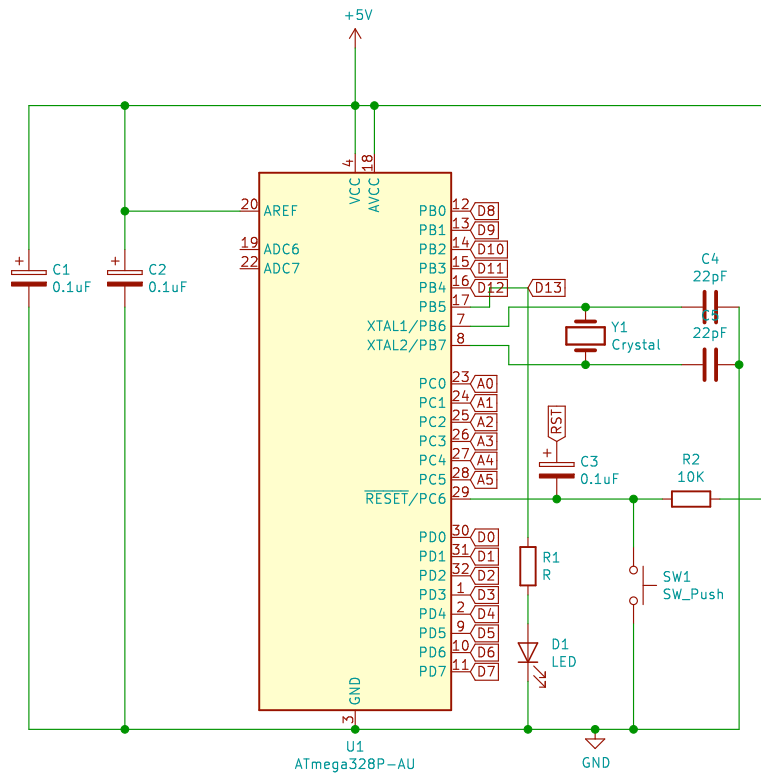 +5V
4
18
VCC
AVCC
20 AREF
19 ADC6
22 ADC7
C1
0.1uF
C2
0.1uF
PB0 12 D8
PB1 13 D9
PB2 14 D10
PB3 15 D11
PB4 16 D12
D13
PB5 17
XTAL1/PB6 7
XTAL2/PB7 8
C4
22pF
C5
22pF
Y1
Crystal
PC0 23 A0
PC1 24 A1
PC2 25 A2
PC3 26 A3
PC4 27 A4
PC5 28 A5
RESET/PC6 29
RST
C3
0.1uF
R2
10K
PD0 30 D0
PD1 31 D1
PD2 32 D2
PD3 1 D3
PD4 2 D4
PD5 9 D5
PD6 10 D6
PD7 11 D7
R1
R
SW1
SW_Push
D1
LED
GND
3
U1
ATmega328P-AU
GND